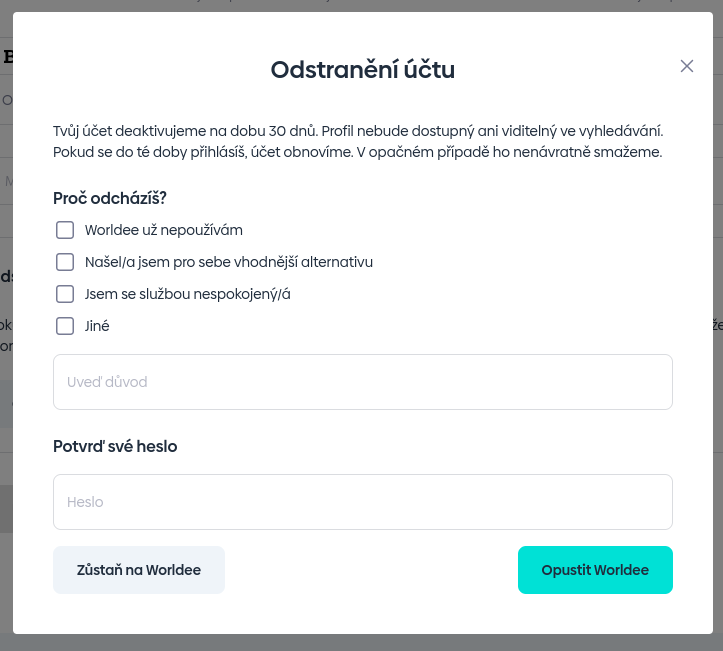 Odstranění účtu
Tvůj účet deaktivujeme na dobu 30 dnů. Profil nebude dostupný ani viditelný ve vyhledávání.
Pokud se do té doby přihlásíš, účet obnovíme. V opačném případě ho nenávratně smažeme.
Proč odcházíš?
Worldee už nepoužívám
Našel/a jsem pro sebe vhodnější alternativu
Jsem se službou nespokojený/á
Jiné
Uveď důvod
Potvrď své heslo
Heslo
Zůstaň na Worldee
Opustit Worldee